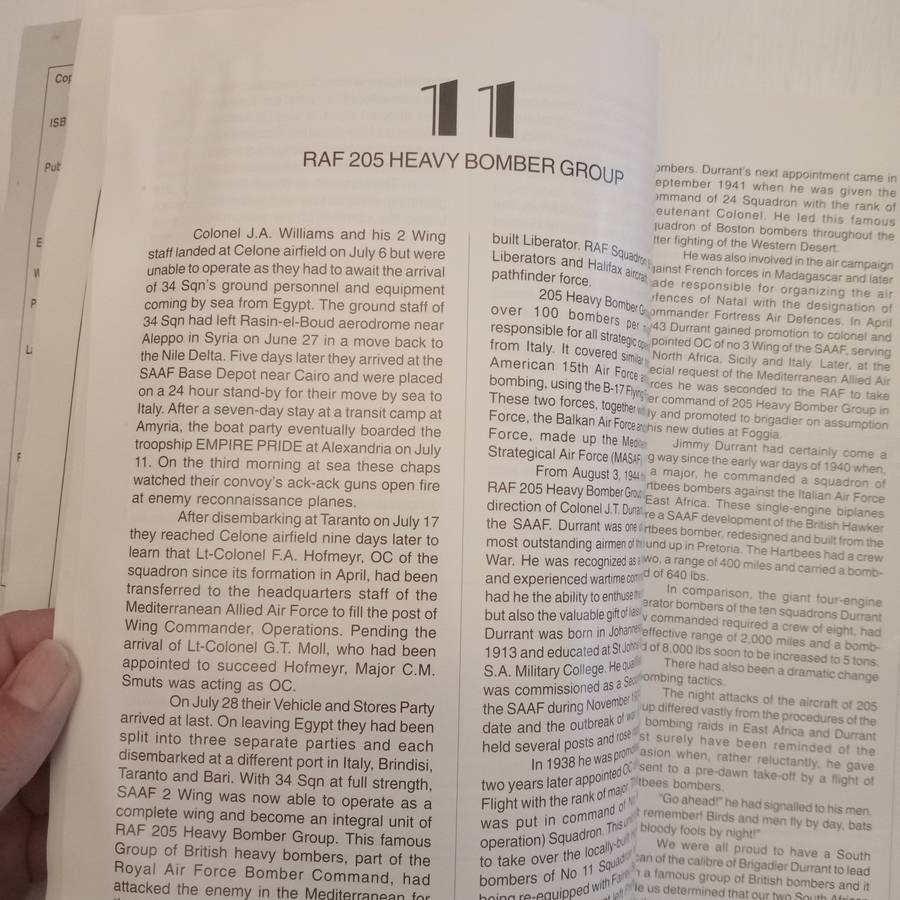 Cop
ISB
Pub
E
W
P
Li
F
11
RAF 205 HEAVY BOMBER GROUP
Colonel J.A. Williams and his 2 Wing
staff landed at Celone airfield on July 6 but were
unable to operate as they had to await the arrival
of 34 Sqn's ground personnel and equipment
coming by sea from Egypt. The ground staff of
34 Sqn had left Rasin-el-Boud aerodrome near
Aleppo in Syria on June 27 in a move back to
the Nile Delta. Five days later they arrived at the
SAAF Base Depot near Cairo and were placed
on a 24 hour stand-by for their move by sea to
Italy. After a seven-day stay at a transit camp at
Amyria, the boat party eventually boarded the
troopship EMPIRE PRIDE at Alexandria on July
11. On the third morning at sea these chaps
watched their convoy's ack-ack guns open fire
at enemy reconnaissance planes.
After disembarking at Taranto on July 17
they reached Celone airfield nine days later to
learn that Lt-Colonel F.A. Hofmeyr, OC of the
squadron since its formation in April, had been
transferred to the headquarters staff of the
Mediterranean Allied Air Force to fill the post of
Wing Commander, Operations. Pending the
arrival of Lt-Colonel G.T. Moll, who had been
appointed to succeed Hofmeyr, Major C.M.
Smuts was acting as OC.
On July 28 their Vehicle and Stores Party
arrived at last. On leaving Egypt they had been
split into three separate parties and each
disembarked at a different port in Italy, Brindisi,
Taranto and Bari. With 34 Sqn at full strength,
SAAF 2 Wing was now able to operate as a
complete wing and become an integral unit of
RAF 205 Heavy Bomber Group. This famous
Group of British heavy bombers, part of the
Royal Air Force Bomber Command, had
attacked the enemy in the Mediterranean for
built Liberator. RAF Squadron
Liberators and Halifax aircraft
pathfinder force.
205 Heavy Bomber
over 100 bombers per
responsible for all strategic
from Italy. It covered similar
American 15th Air Force
bombing, using the B-17 Flying
These two forces, together
Force, the Balkan Air Force
Force, made up the
Strategical Air Force (MASAF)
From August 3, 1944
RAF 205 Heavy Bomber Group
direction of Colonel J.T. Durrant
the SAAF. Durrant was one
most outstanding airmen of
War. He was recognized as a
and experienced wartime
had he the ability to enthuse
but also the valuable gift of
Durrant was born in
1913 and educated at St
S.A. Military College. He
was commissioned as a
the SAAF during November
date and the outbreak of
held several posts and rose
In 1938 he was
two years later appointed OC
Flight with the rank of major.
was put in command of
operation) Squadron. This
to take over the locally-built
bombers of No 11 Squadron
being re-equipped with
ombers. Durrant's next appointment came in
eptember 1941 when he was given the
ommand of 24 Squadron with the rank of
eutenant Colonel. He led this famous
quadron of Boston bombers throughout the
tter fighting of the Western Desert.
He was also involved in the air campaign
gainst French forces in Madagascar and later
ade responsible for organizing the air
fences of Natal with the designation of
ommander Fortress Air Defences. In April
43 Durrant gained promotion to colonel and
pointed OC of no 3 Wing of the SAAF, serving
North Africa, Sicily and Italy. Later, at the
ecial request of the Mediterranean Allied Air
rces he was seconded to the RAF to take
er command of 205 Heavy Bomber Group in
ly and promoted to brigadier on assumption
his new duties at Foggia.
Jimmy Durrant had certainly come a
g way since the early war days of 1940 when,
a major, he commanded a squadron of
rtbees bombers against the Italian Air Force
East Africa. These single-engine biplanes
re a SAAF development of the British Hawker
rtbees bomber, redesigned and built from the
und up in Pretoria. The Hartbees had a crew
two, a range of 400 miles and carried a bomb-
d of 640 lbs.
In comparison, the giant four-engine
erator bombers of the ten squadrons Durrant
commanded required a crew of eight, had
effective range of 2,000 miles and a bomb-
d of 8,000 lbs soon to be increased to 5 tons.
There had also been a dramatic change
bombing tactics.
The night attacks of the aircraft of 205
up differed vastly from the procedures of the
bombing raids in East Africa and Durrant
st surely have been reminded of the
asion when, rather reluctantly, he gave
sent to a pre-dawn take-off by a flight of
tbees bombers.
"Go ahead!" he had signalled to his men.
remember! Birds and men fly by day, bats
bloody fools by night!"
We were all proud to have a South
can of the calibre of Brigadier Durrant to lead
a famous group of British bombers and it
us determined that our two South African